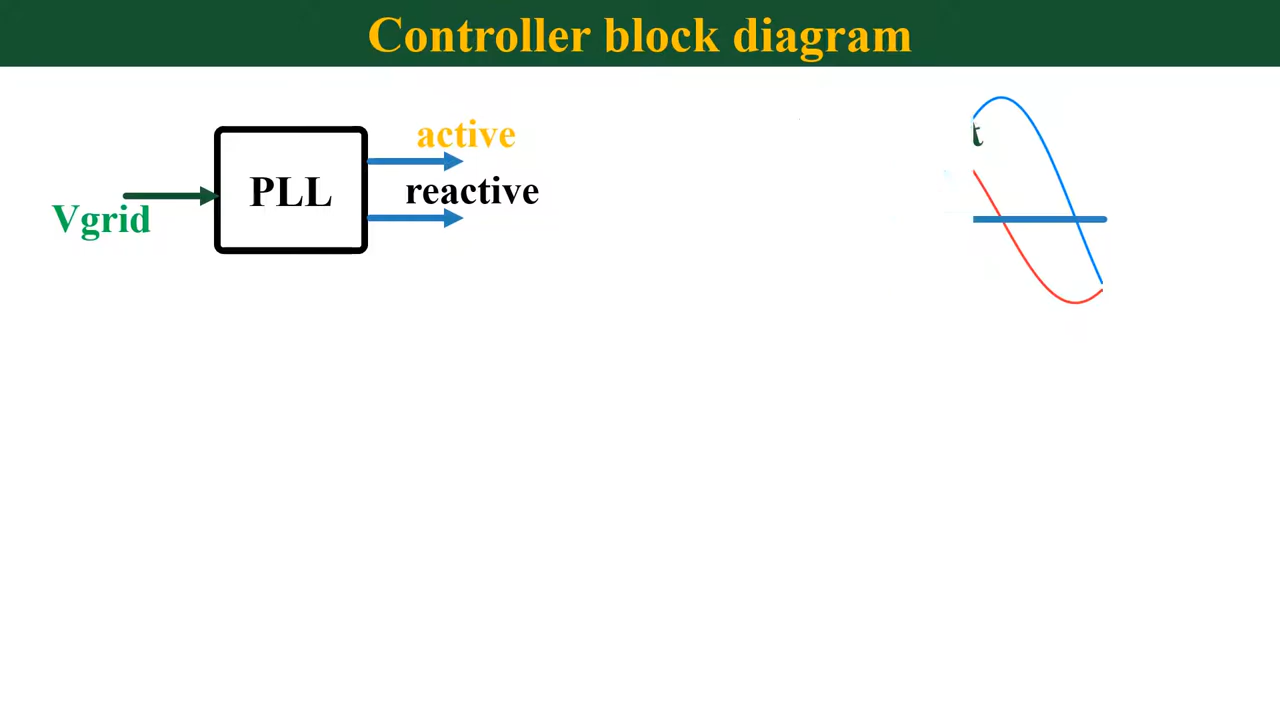 Controller block diagram
active
PLL
reactive
Vgrid
t